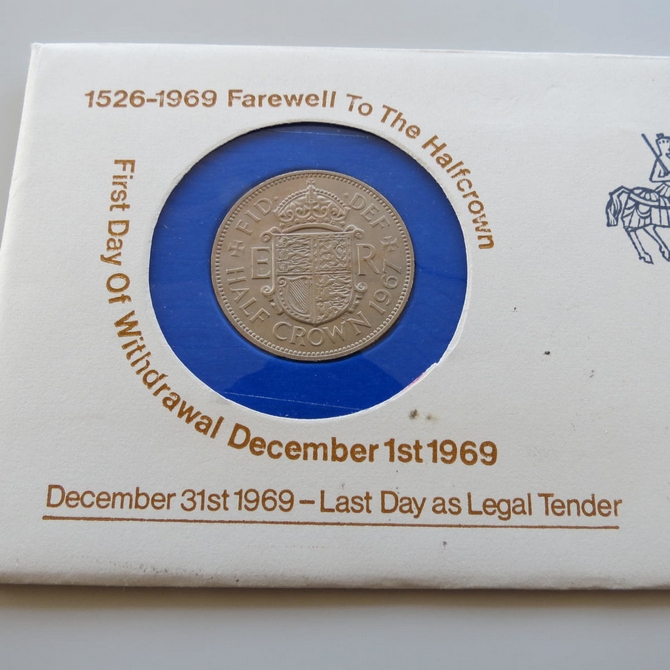 1526-1969 Farewell To The Halfcrown
First Day Of Withdrawal December 1st 1969
FID · DEF
E R
HALF CROWN 1967
December 31st 1969 – Last Day as Legal Tender